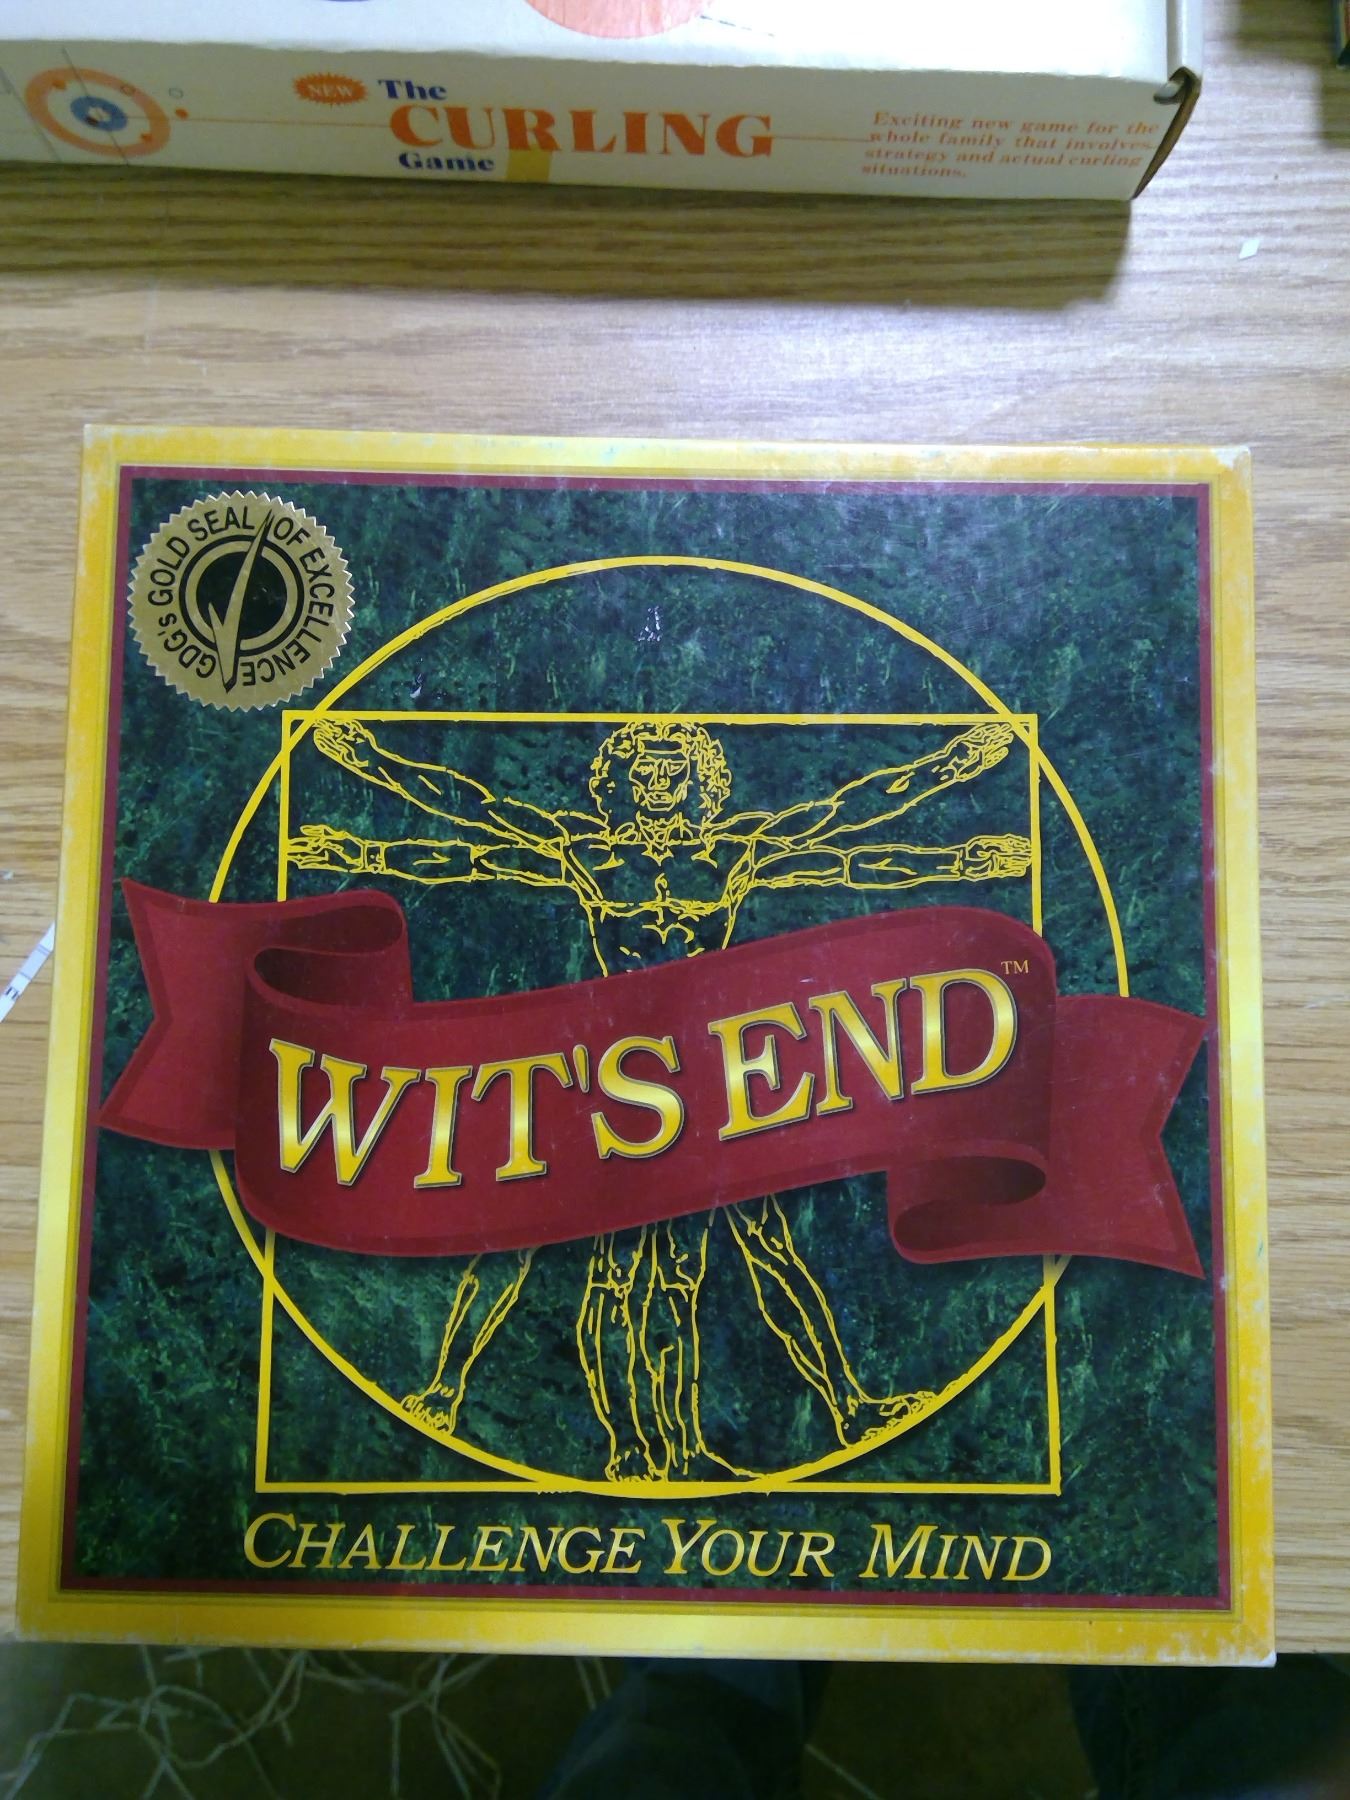 NEW
The
CURLING
Game
Exciting new game for the
whole family that involves
strategy and actual curling
situations.
GDG's GOLD SEAL OF EXCELLENCE
WIT'S END™
CHALLENGE YOUR MIND